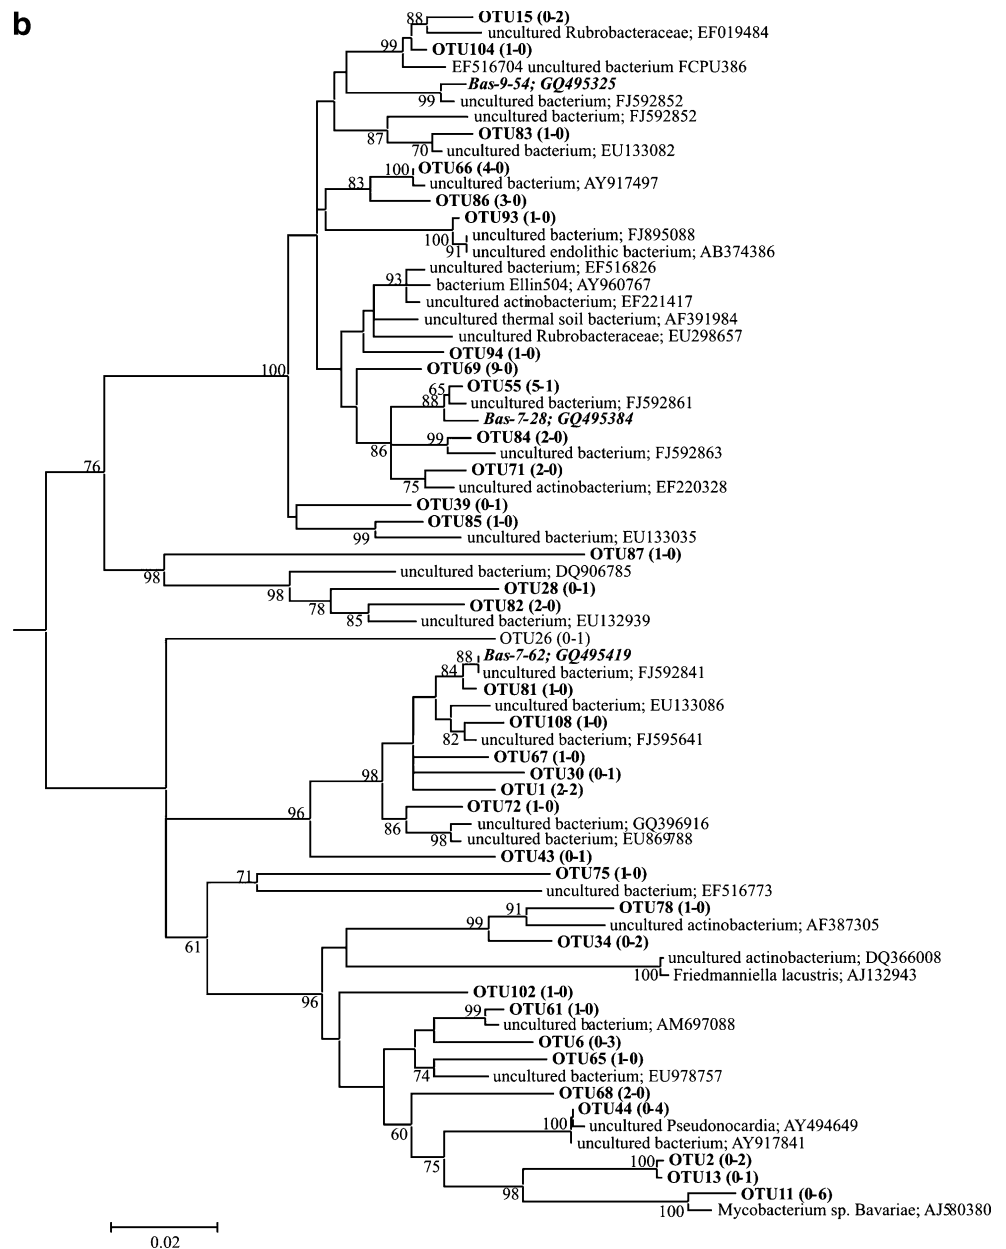 b
88 OTU15 (0-2)
uncultured Rubrobacteraceae; EF019484
99 OTU104 (1-0)
EF516704 uncultured bacterium FCPU386
Bas-9-54; GQ495325
99 uncultured bacterium; FJ592852
uncultured bacterium; FJ592852
87 OTU83 (1-0)
70 uncultured bacterium; EU133082
100 OTU66 (4-0)
83 uncultured bacterium; AY917497
OTU86 (3-0)
OTU93 (1-0)
100 uncultured bacterium; FJ895088
91 uncultured endolithic bacterium; AB374386
uncultured bacterium; EF516826
93 bacterium Ellin504; AY960767
uncultured actinobacterium; EF221417
uncultured thermal soil bacterium; AF391984
uncultured Rubrobacteraceae; EU298657
OTU94 (1-0)
100 OTU69 (9-0)
65 OTU55 (5-1)
88 uncultured bacterium; FJ592861
Bas-7-28; GQ495384
99 OTU84 (2-0)
86 uncultured bacterium; FJ592863
76 OTU71 (2-0)
75 uncultured actinobacterium; EF220328
OTU39 (0-1)
OTU85 (1-0)
99 uncultured bacterium; EU133035
OTU87 (1-0)
98 uncultured bacterium; DQ906785
98 OTU28 (0-1)
78 OTU82 (2-0)
85 uncultured bacterium; EU132939
OTU26 (0-1)
88 Bas-7-62; GQ495419
84 uncultured bacterium; FJ592841
OTU81 (1-0)
uncultured bacterium; EU133086
OTU108 (1-0)
82 uncultured bacterium; FJ595641
OTU67 (1-0)
98 OTU30 (0-1)
OTU1 (2-2)
96 OTU72 (1-0)
86 uncultured bacterium; GQ396916
98 uncultured bacterium; EU869788
OTU43 (0-1)
71 OTU75 (1-0)
uncultured bacterium; EF516773
91 OTU78 (1-0)
99 uncultured actinobacterium; AF387305
61 OTU34 (0-2)
uncultured actinobacterium; DQ366008
100 Friedmanniella lacustris; AJ132943
96 OTU102 (1-0)
99 OTU61 (1-0)
uncultured bacterium; AM697088
OTU6 (0-3)
OTU65 (1-0)
74 uncultured bacterium; EU978757
OTU68 (2-0)
OTU44 (0-4)
60 100 uncultured Pseudonocardia; AY494649
uncultured bacterium; AY917841
75 100 OTU2 (0-2)
OTU13 (0-1)
98 OTU11 (0-6)
100 Mycobacterium sp. Bavariae; AJ580380
0.02